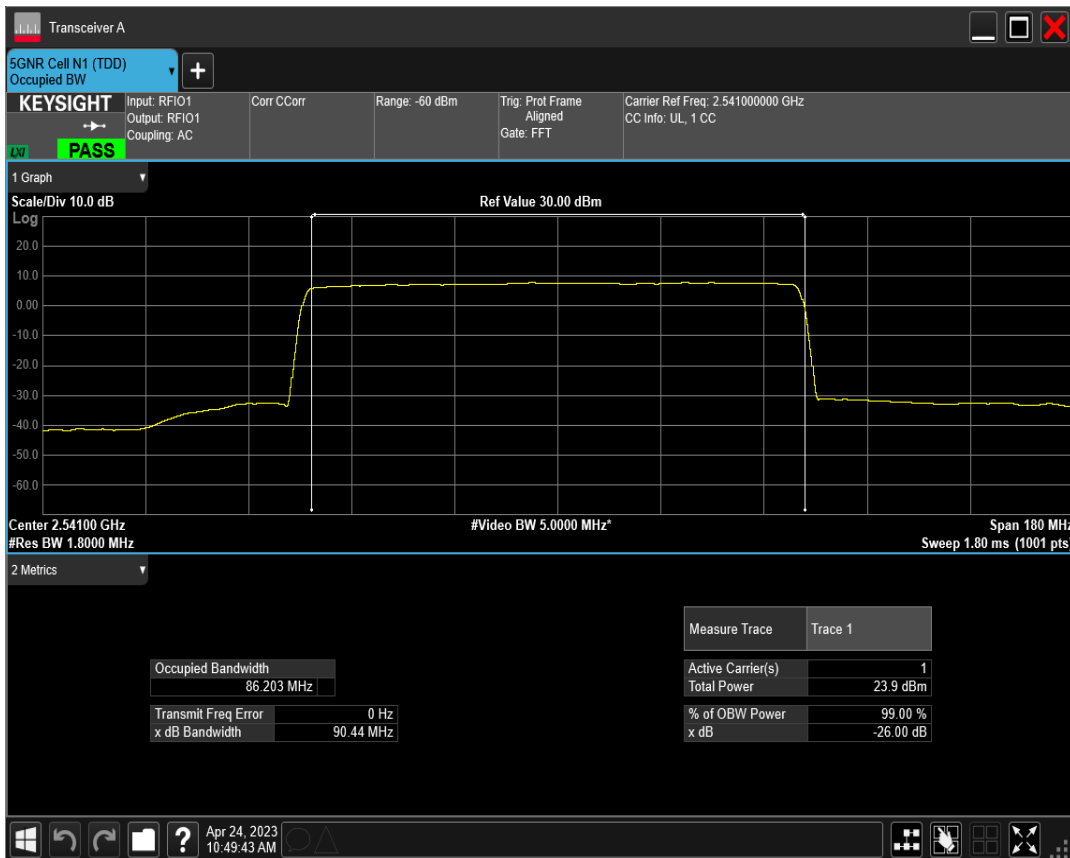 Transceiver A
5GNR Cell N1 (TDD)
Occupied BW
+
KEYSIGHT
LXI
PASS
Input: RFIO1
Output: RFIO1
Coupling: AC
Corr CCorr
Range: -60 dBm
Trig: Prot Frame
Aligned
Gate: FFT
Carrier Ref Freq: 2.541000000 GHz
CC Info: UL, 1 CC
1 Graph
Scale/Div 10.0 dB
Ref Value 30.00 dBm
Log
20.0
10.0
0.00
-10.0
-20.0
-30.0
-40.0
-50.0
-60.0
Center 2.54100 GHz
#Video BW 5.0000 MHz*
Span 180 MHz
#Res BW 1.8000 MHz
Sweep 1.80 ms (1001 pts)
2 Metrics
Measure Trace Trace 1
Occupied Bandwidth
86.203 MHz
Active Carrier(s) 1
Total Power 23.9 dBm
Transmit Freq Error 0 Hz
x dB Bandwidth 90.44 MHz
% of OBW Power 99.00 %
x dB -26.00 dB
?
Apr 24, 2023
10:49:43 AM